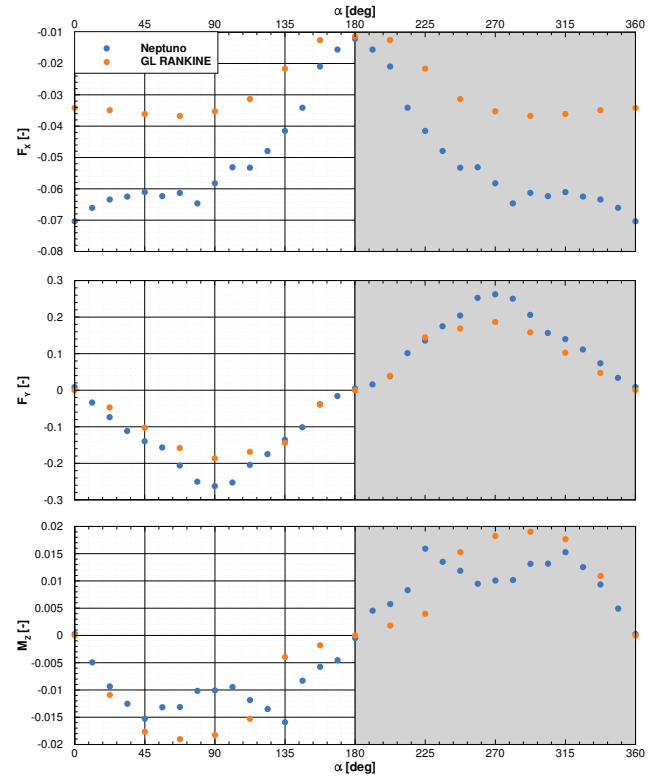 α [deg]
0 45 90 135 180 225 270 315 360
-0.01
-0.02
-0.03
-0.04
-0.05
-0.06
-0.07
-0.08
F_X [-]
Neptuno
GL RANKINE
0.3
0.2
0.1
0
-0.1
-0.2
-0.3
F_Y [-]
0.02
0.015
0.01
0.005
0
-0.005
-0.01
-0.015
-0.02
M_Z [-]
0 45 90 135 180 225 270 315 360
α [deg]